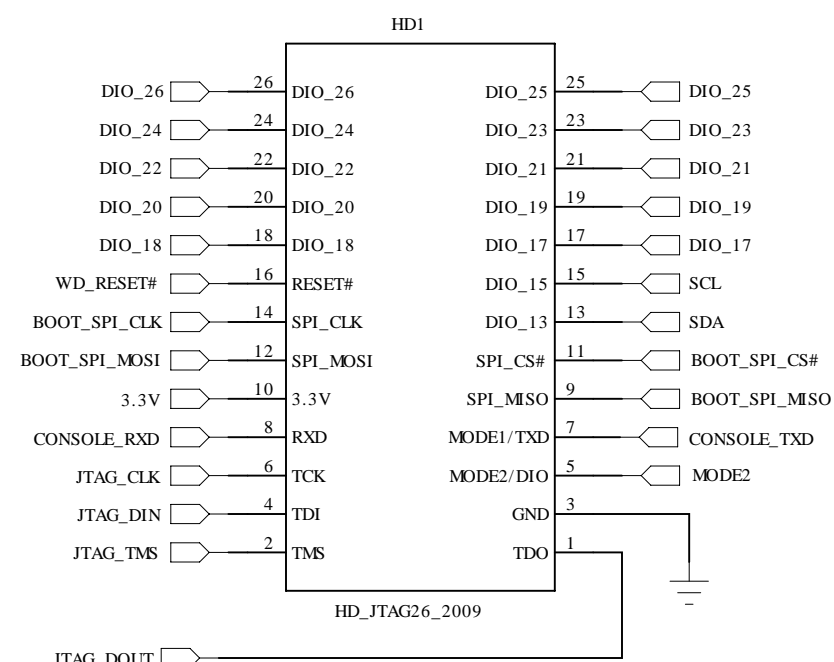 HD1
DIO_26 26 DIO_26 DIO_25 25 DIO_25
DIO_24 24 DIO_24 DIO_23 23 DIO_23
DIO_22 22 DIO_22 DIO_21 21 DIO_21
DIO_20 20 DIO_20 DIO_19 19 DIO_19
DIO_18 18 DIO_18 DIO_17 17 DIO_17
WD_RESET# 16 RESET# DIO_15 15 SCL
BOOT_SPI_CLK 14 SPI_CLK DIO_13 13 SDA
BOOT_SPI_MOSI 12 SPI_MOSI SPI_CS# 11 BOOT_SPI_CS#
3.3V 10 3.3V SPI_MISO 9 BOOT_SPI_MISO
CONSOLE_RXD 8 RXD MODE1/TXD 7 CONSOLE_TXD
JTAG_CLK 6 TCK MODE2/DIO 5 MODE2
JTAG_DIN 4 TDI GND 3
JTAG_TMS 2 TMS TDO 1
HD_JTAG26_2009
JTAG_DOUT